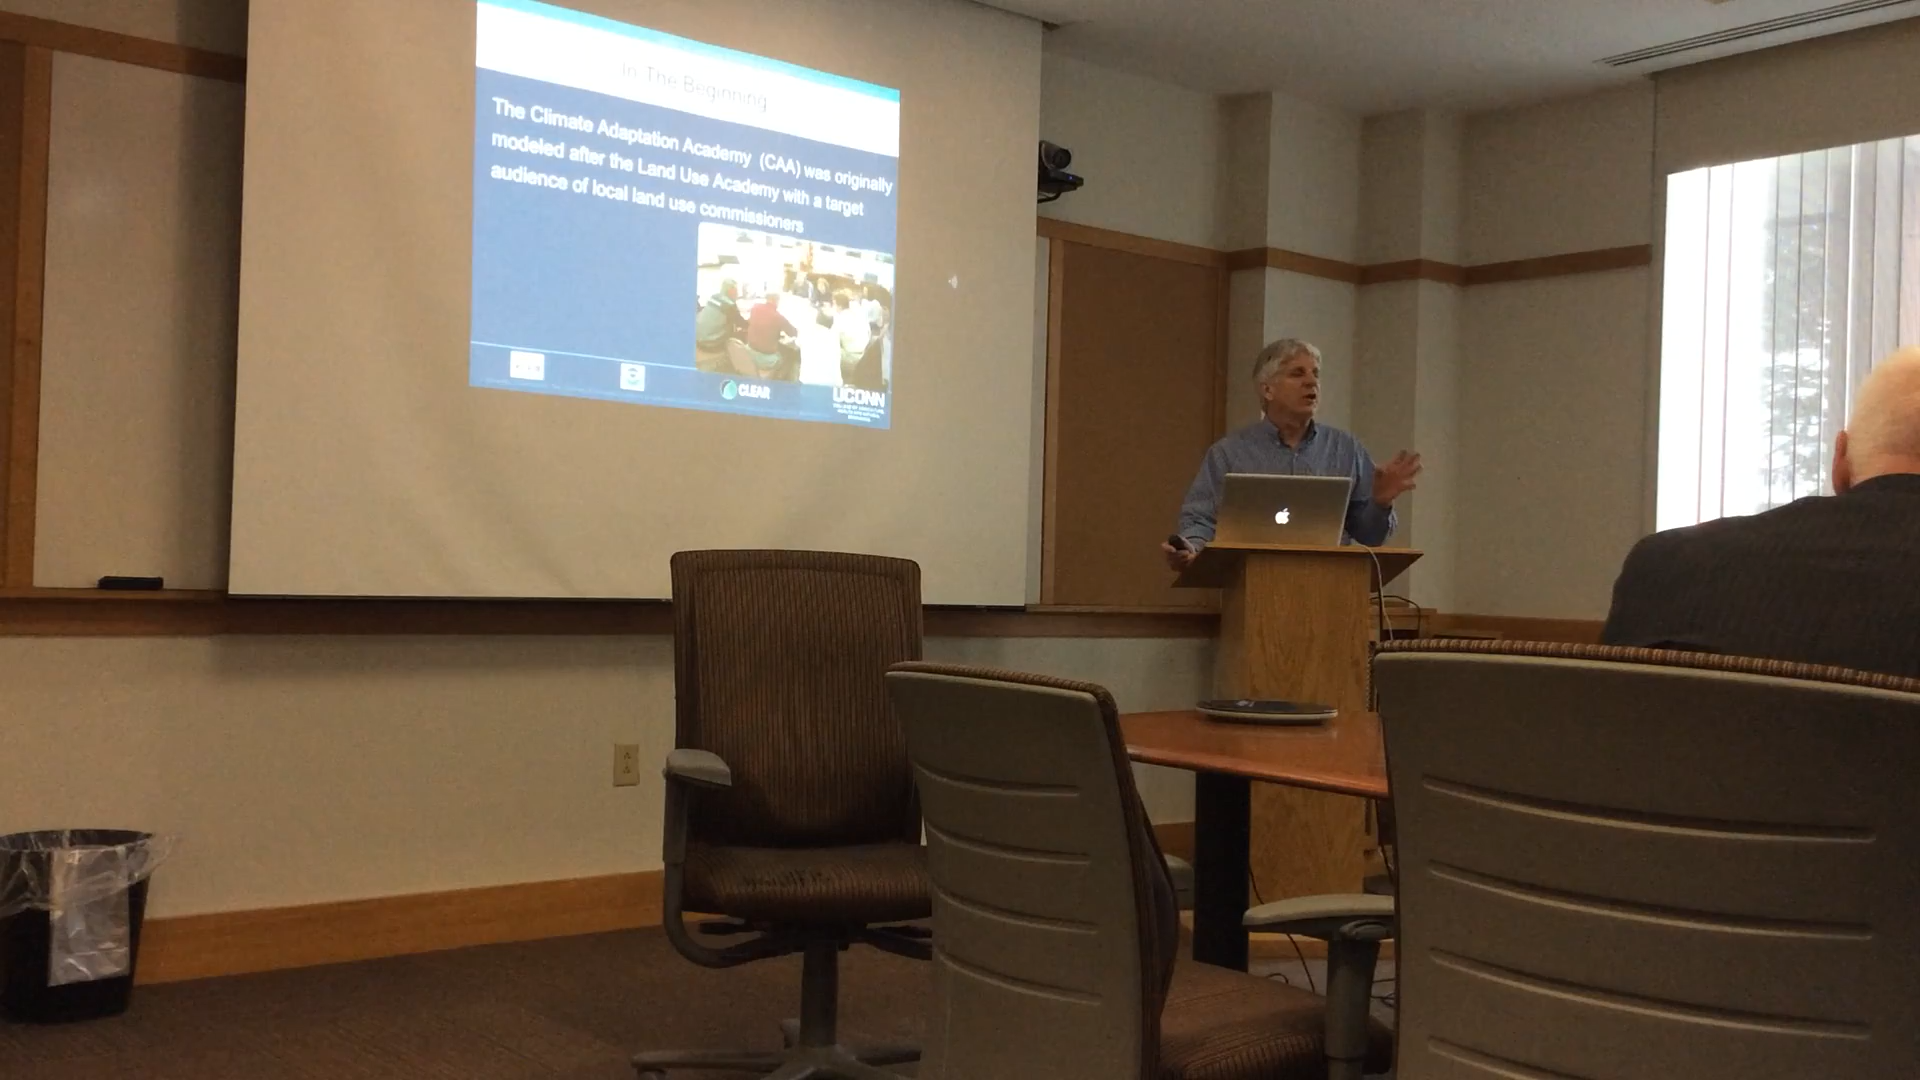 In The Beginning
The Climate Adaptation Academy (CAA) was originally
modeled after the Land Use Academy with a target
audience of local land use commissioners
CLEAR
UCONN